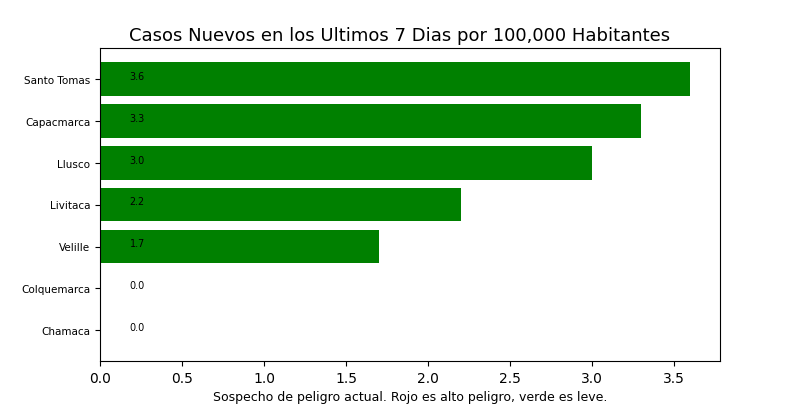 Casos Nuevos en los Ultimos 7 Dias por 100,000 Habitantes
Santo Tomas 3.6
Capacmarca 3.3
Llusco 3.0
Livitaca 2.2
Velille 1.7
Colquemarca 0.0
Chamaca 0.0
0.0 0.5 1.0 1.5 2.0 2.5 3.0 3.5
Sospecho de peligro actual. Rojo es alto peligro, verde es leve.